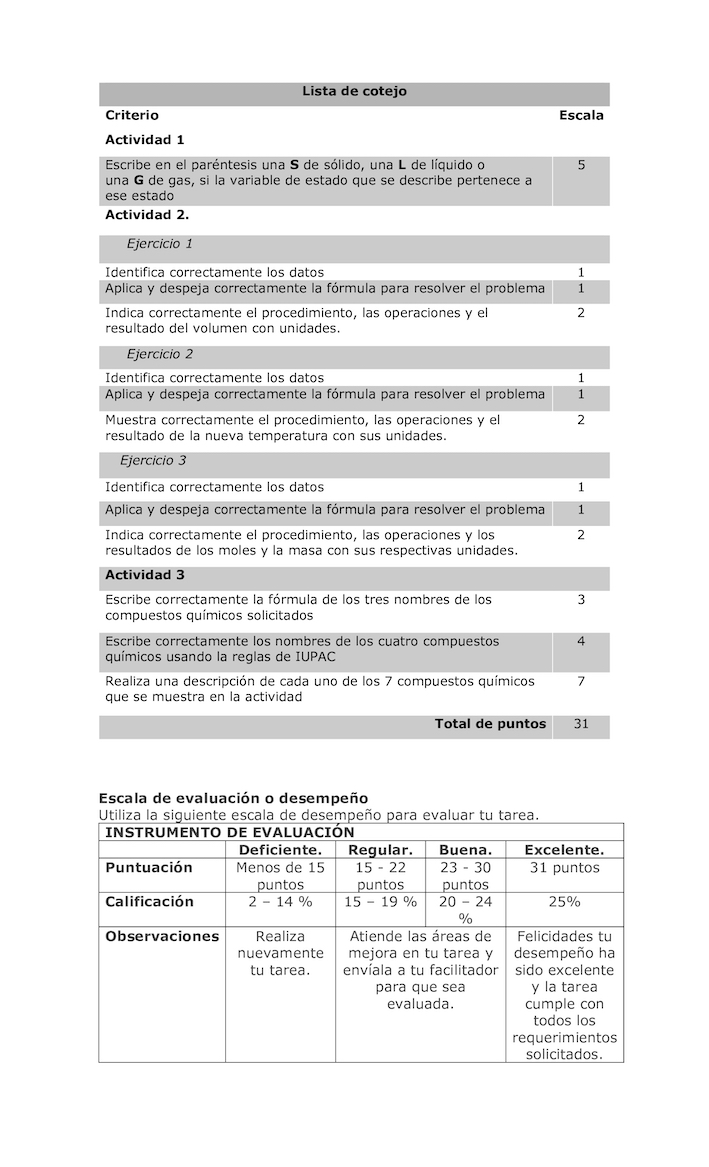 Lista de cotejo
Criterio Escala
Actividad 1
Escribe en el paréntesis una S de sólido, una L de líquido o 5
una G de gas, si la variable de estado que se describe pertenece a
ese estado
Actividad 2.
Ejercicio 1
Identifica correctamente los datos 1
Aplica y despeja correctamente la fórmula para resolver el problema 1
Indica correctamente el procedimiento, las operaciones y el 2
resultado del volumen con unidades.
Ejercicio 2
Identifica correctamente los datos 1
Aplica y despeja correctamente la fórmula para resolver el problema 1
Muestra correctamente el procedimiento, las operaciones y el 2
resultado de la nueva temperatura con sus unidades.
Ejercicio 3
Identifica correctamente los datos 1
Aplica y despeja correctamente la fórmula para resolver el problema 1
Indica correctamente el procedimiento, las operaciones y los 2
resultados de los moles y la masa con sus respectivas unidades.
Actividad 3
Escribe correctamente la fórmula de los tres nombres de los 3
compuestos químicos solicitados
Escribe correctamente los nombres de los cuatro compuestos 4
químicos usando la reglas de IUPAC
Realiza una descripción de cada uno de los 7 compuestos químicos 7
que se muestra en la actividad
Total de puntos 31
Escala de evaluación o desempeño
Utiliza la siguiente escala de desempeño para evaluar tu tarea.
INSTRUMENTO DE EVALUACIÓN
Deficiente. Regular. Buena. Excelente.
Puntuación Menos de 15 15 - 22 23 - 30 31 puntos
puntos puntos puntos
Calificación 2 – 14 % 15 – 19 % 20 – 24 25%
%
Observaciones Realiza Atiende las áreas de Felicidades tu
nuevamente mejora en tu tarea y desempeño ha
tu tarea. envíala a tu facilitador sido excelente
para que sea y la tarea
evaluada. cumple con
todos los
requerimientos
solicitados.